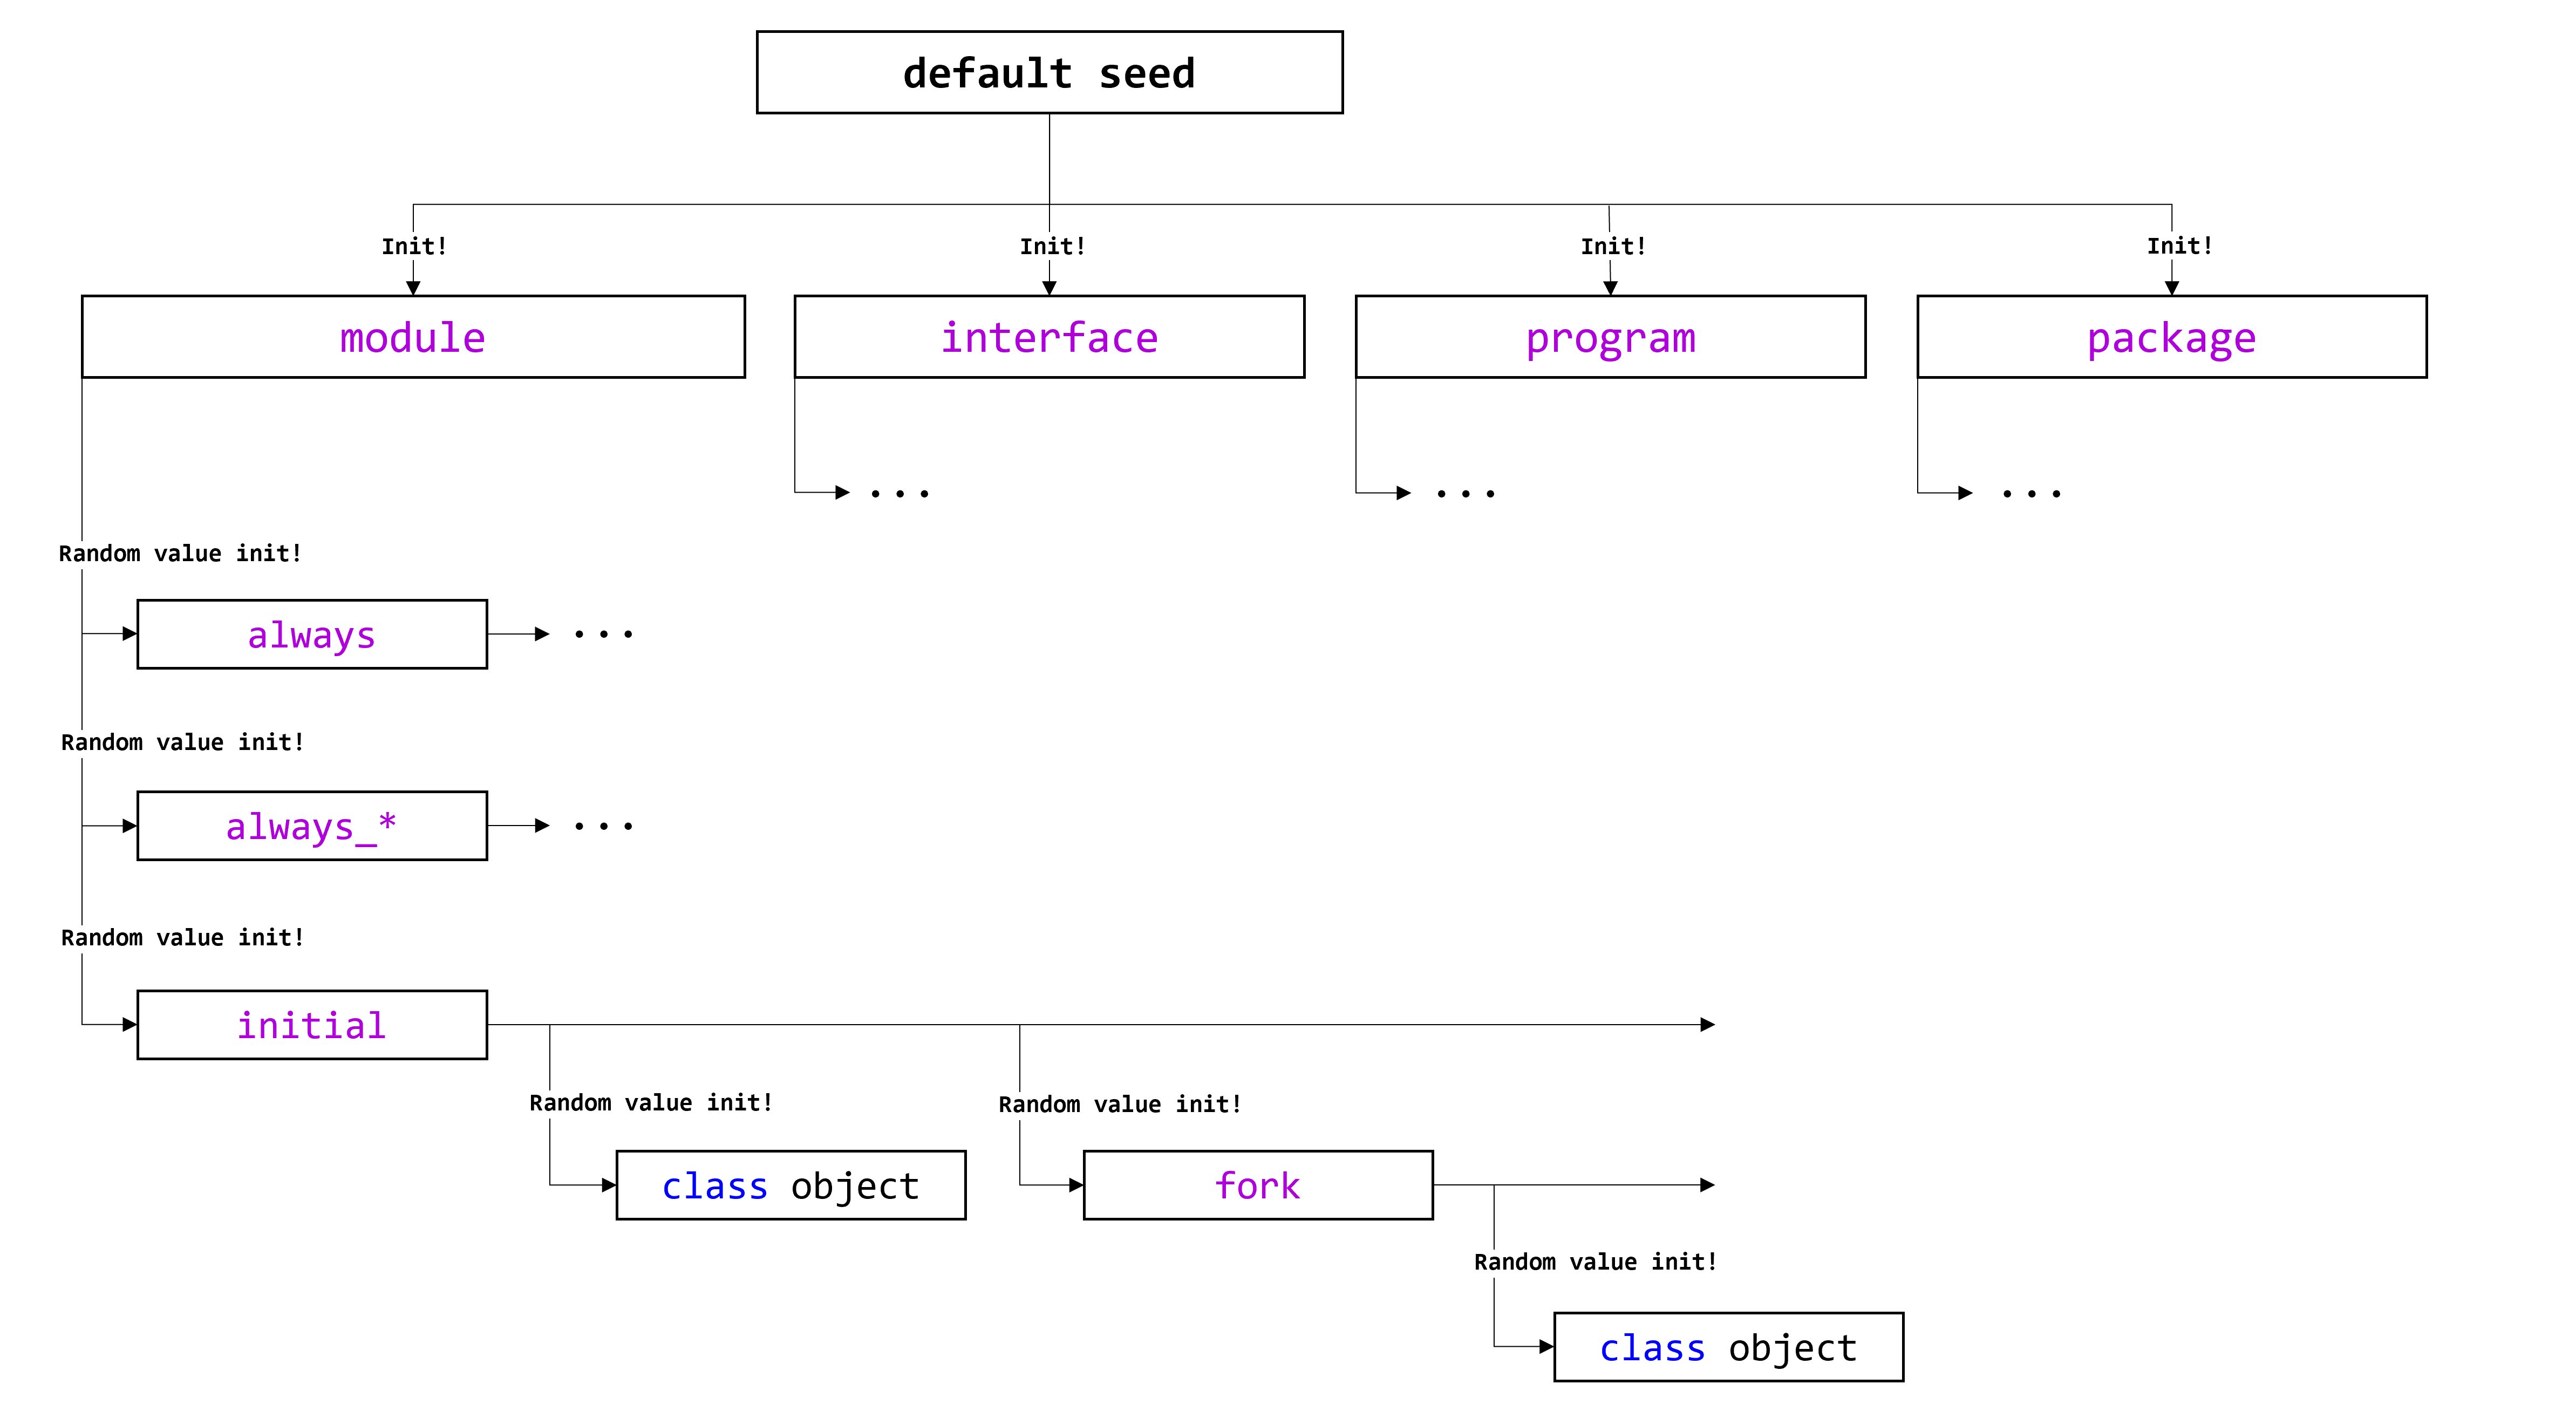 default seed
Init!
Init!
Init!
Init!
module
interface
program
package
...
...
...
Random value init!
always
...
Random value init!
always_*
...
Random value init!
initial
Random value init!
Random value init!
class object
fork
Random value init!
class object